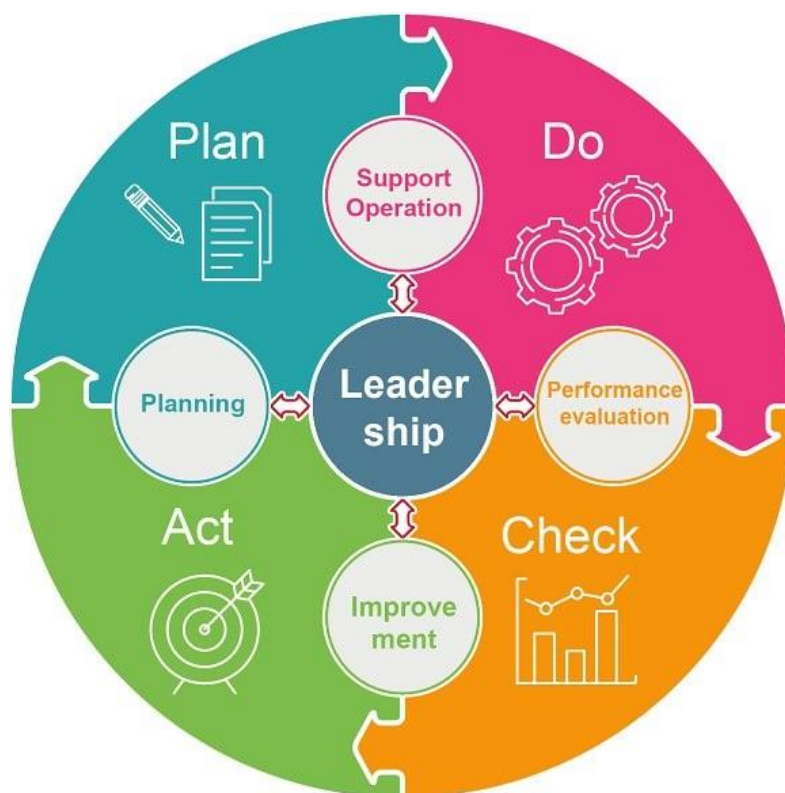 Plan
Do
Support
Operation
Planning
Leader
ship
Performance
evaluation
Act
Check
Improve
ment